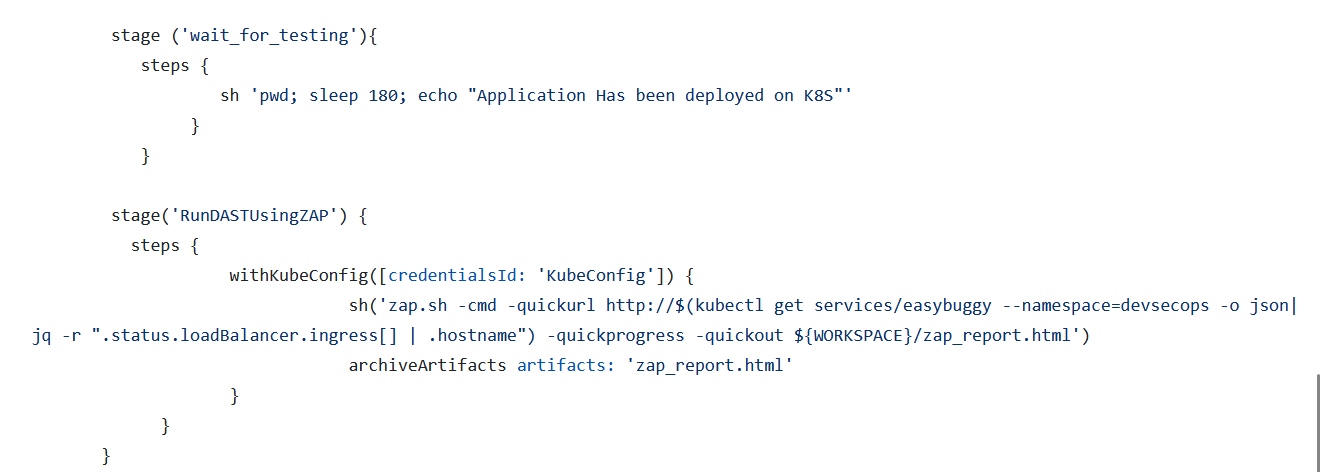 stage ('wait_for_testing'){
steps {
sh 'pwd; sleep 180; echo "Application Has been deployed on K8S"'
}
}
stage('RunDASTUsingZAP') {
steps {
withKubeConfig([credentialsId: 'KubeConfig']) {
sh('zap.sh -cmd -quickurl http://$(kubectl get services/easybuggy --namespace=devsecops -o json|
jq -r ".status.loadBalancer.ingress[] | .hostname") -quickprogress -quickout ${WORKSPACE}/zap_report.html')
archiveArtifacts artifacts: 'zap_report.html'
}
}
}